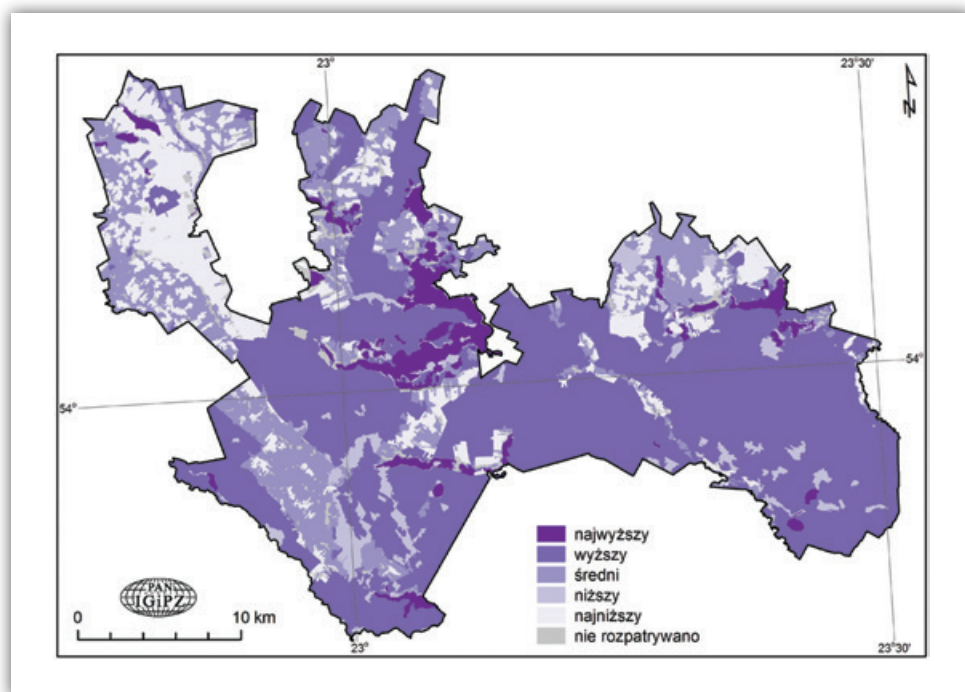 23°
23°30'
N
54°
54°
najwyższy
wyższy
średni
niższy
najniższy
nie rozpatrywano
PAN
IGiPZ
0
10 km
23°
23°30'